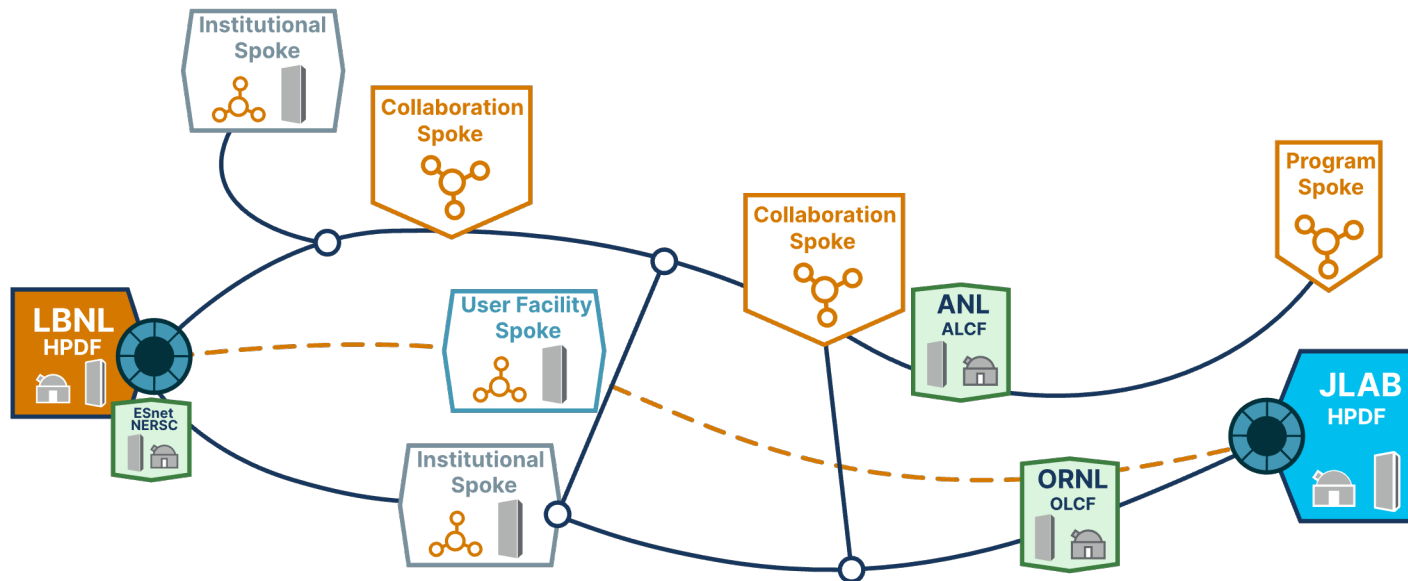 Institutional
Spoke
Collaboration
Spoke
Collaboration
Spoke
Program
Spoke
LBNL
HPDF
User Facility
Spoke
ANL
ALCF
JLAB
HPDF
ESnet
NERSC
Institutional
Spoke
ORNL
OLCF